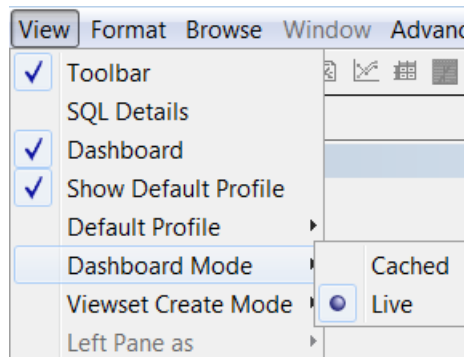 View Format Browse Window Advanc
Toolbar
SQL Details
Dashboard
Show Default Profile
Default Profile
Dashboard Mode
Cached
Viewset Create Mode
Live
Left Pane as